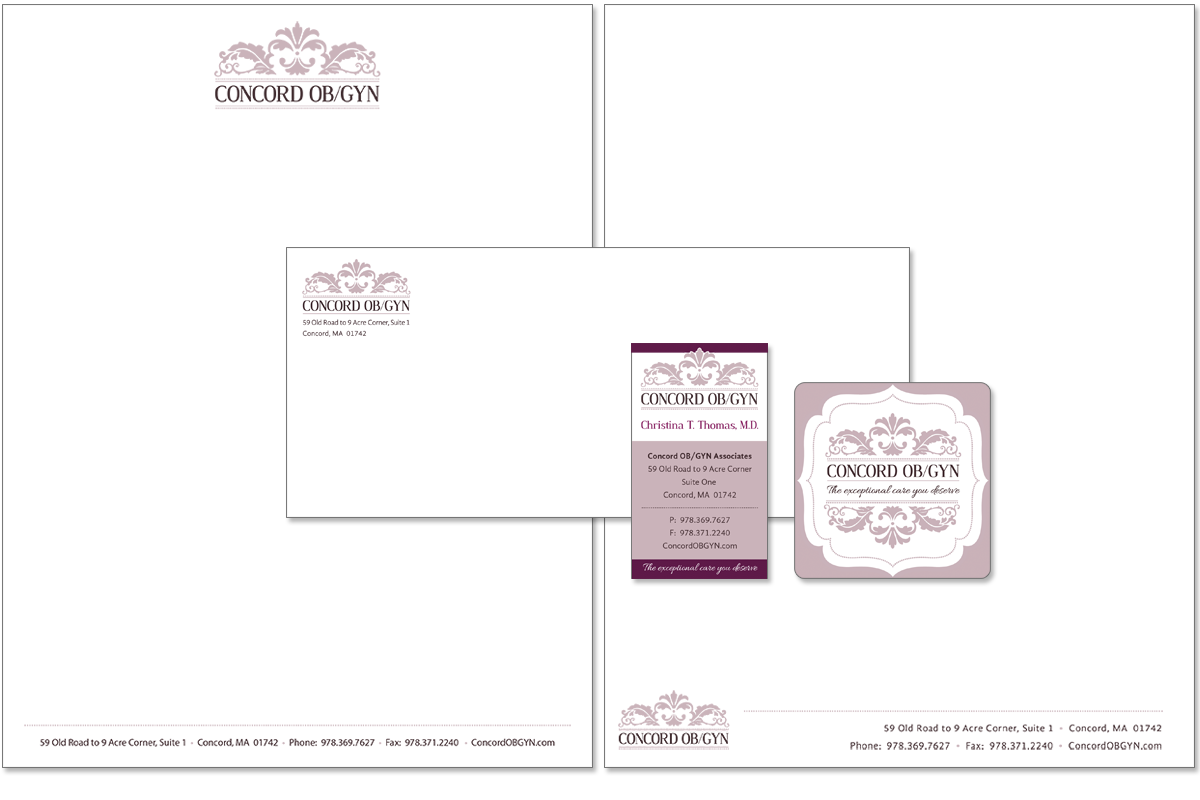 CONCORD OB/GYN
59 Old Road to 9 Acre Corner, Suite 1 • Concord, MA 01742 • Phone: 978.369.7627 • Fax: 978.371.2240 • ConcordOBGYN.com
CONCORD OB/GYN
59 Old Road to 9 Acre Corner, Suite 1
Concord, MA 01742
CONCORD OB/GYN
Christina T. Thomas, M.D.
Concord OB/GYN Associates
59 Old Road to 9 Acre Corner
Suite One
Concord, MA 01742
P: 978.369.7627
F: 978.371.2240
ConcordOBGYN.com
The exceptional care you deserve
CONCORD OB/GYN
The exceptional care you deserve
CONCORD OB/GYN
59 Old Road to 9 Acre Corner, Suite 1 • Concord, MA 01742
Phone: 978.369.7627 • Fax: 978.371.2240 • ConcordOBGYN.com